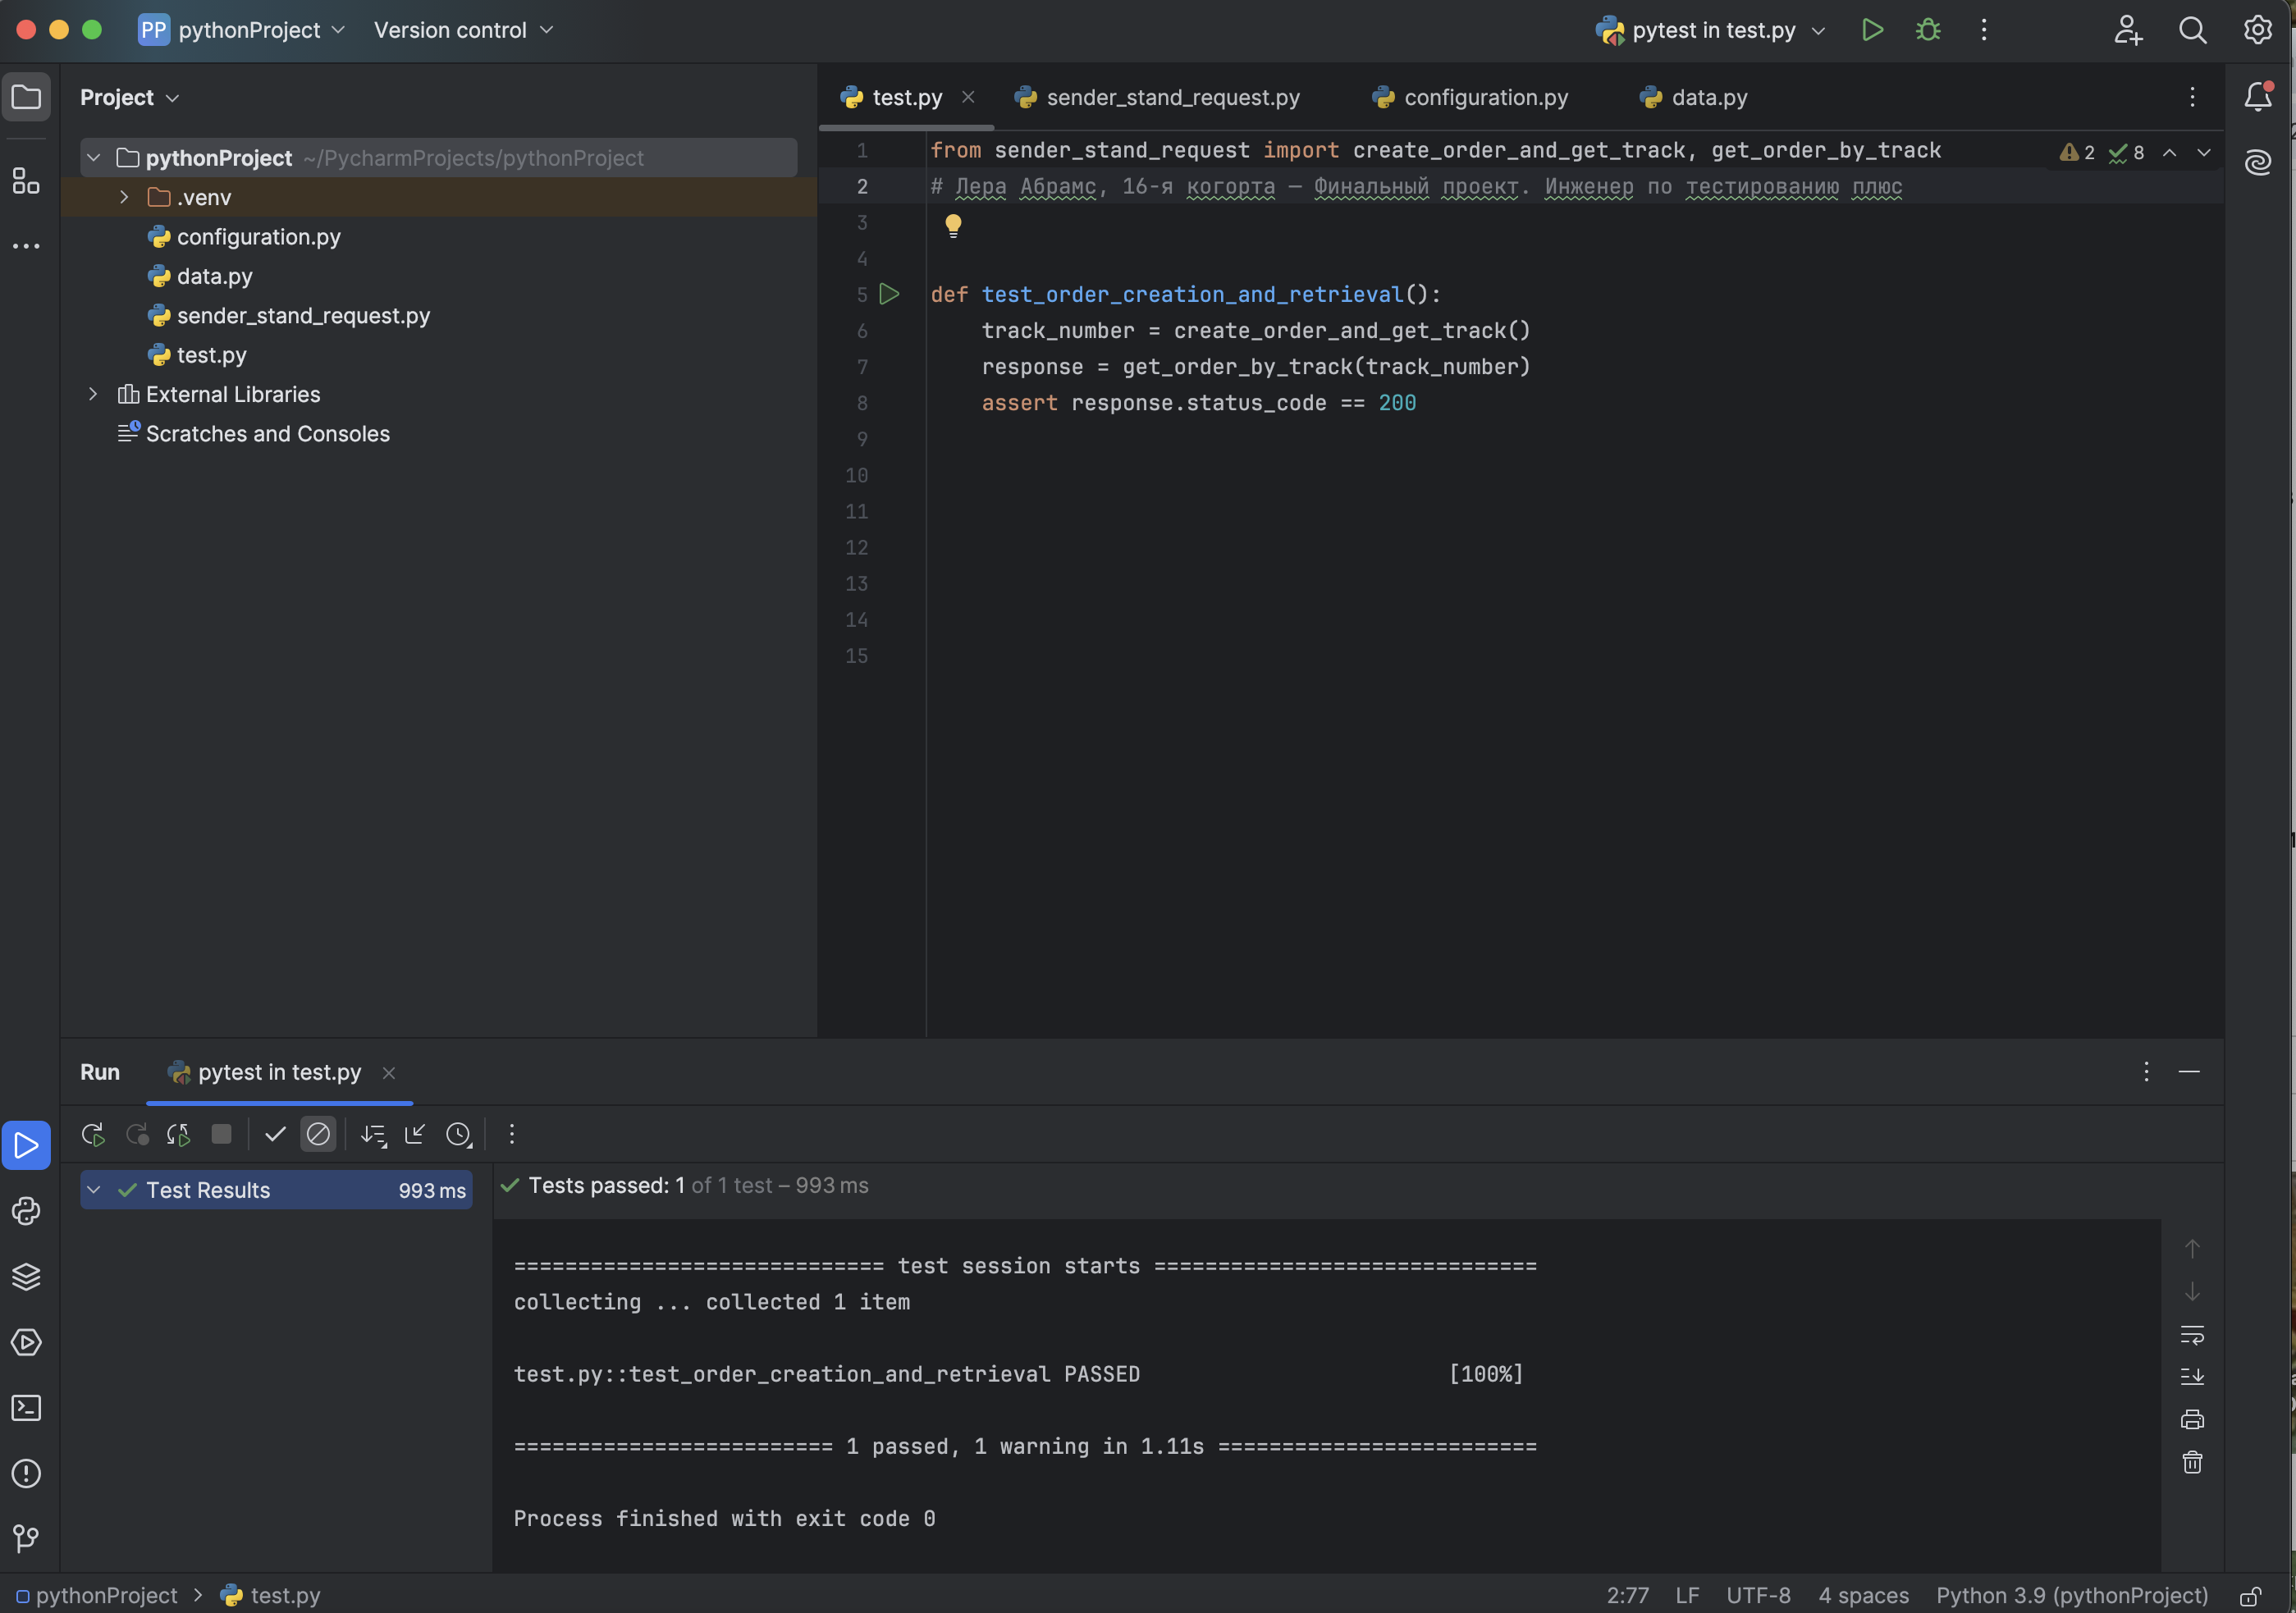 PP pythonProject Version control pytest in test.py
Project
pythonProject ~/PycharmProjects/pythonProject
.venv
configuration.py
data.py
sender_stand_request.py
test.py
External Libraries
Scratches and Consoles
test.py sender_stand_request.py configuration.py data.py
1 from sender_stand_request import create_order_and_get_track, get_order_by_track
2 8
2 # Лера Абрамс, 16-я когорта — Финальный проект. Инженер по тестированию плюс
3
4
5 def test_order_creation_and_retrieval():
6 track_number = create_order_and_get_track()
7 response = get_order_by_track(track_number)
8 assert response.status_code == 200
9
10
11
12
13
14
15
Run pytest in test.py
Test Results 993 ms
Tests passed: 1 of 1 test – 993 ms
============================= test session starts ==============================
collecting ... collected 1 item
test.py::test_order_creation_and_retrieval PASSED [100%]
========================= 1 passed, 1 warning in 1.11s =========================
Process finished with exit code 0
pythonProject > test.py
2:77 LF UTF-8 4 spaces Python 3.9 (pythonProject)